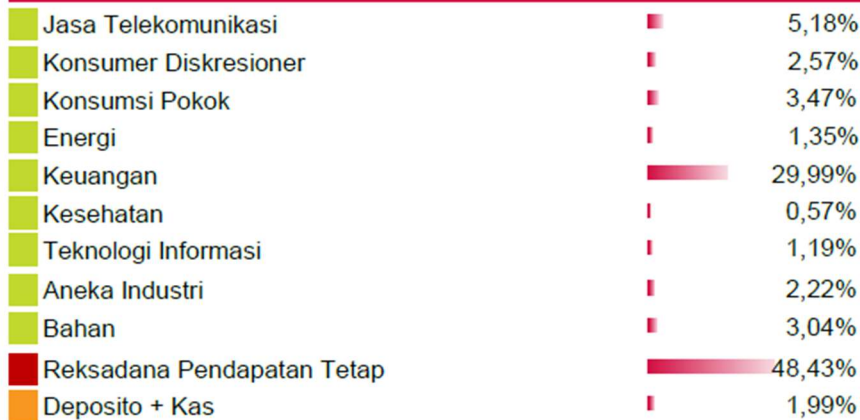 Jasa Telekomunikasi 5,18%
Konsumer Diskresioner 2,57%
Konsumsi Pokok 3,47%
Energi 1,35%
Keuangan 29,99%
Kesehatan 0,57%
Teknologi Informasi 1,19%
Aneka Industri 2,22%
Bahan 3,04%
Reksadana Pendapatan Tetap 48,43%
Deposito + Kas 1,99%